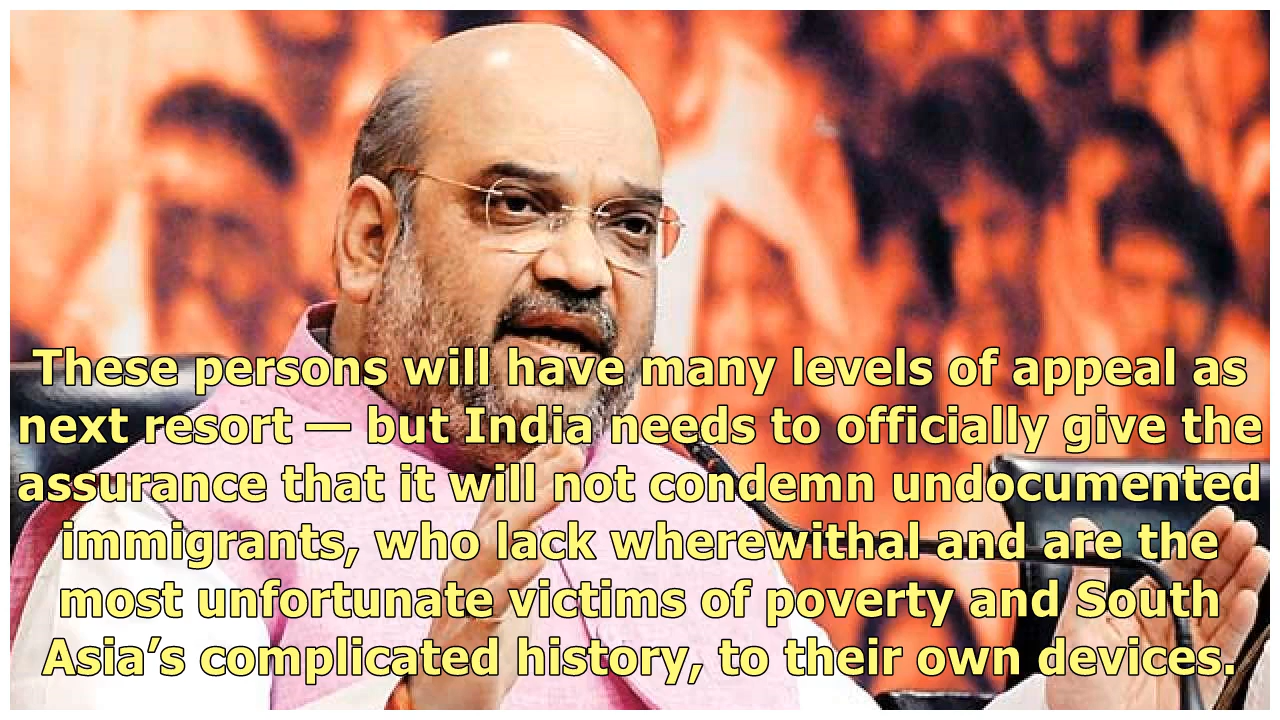 These persons will have many levels of appeal as
next resort — but India needs to officially give the
assurance that it will not condemn undocumented
immigrants, who lack wherewithal and are the
most unfortunate victims of poverty and South
Asia’s complicated history, to their own devices.